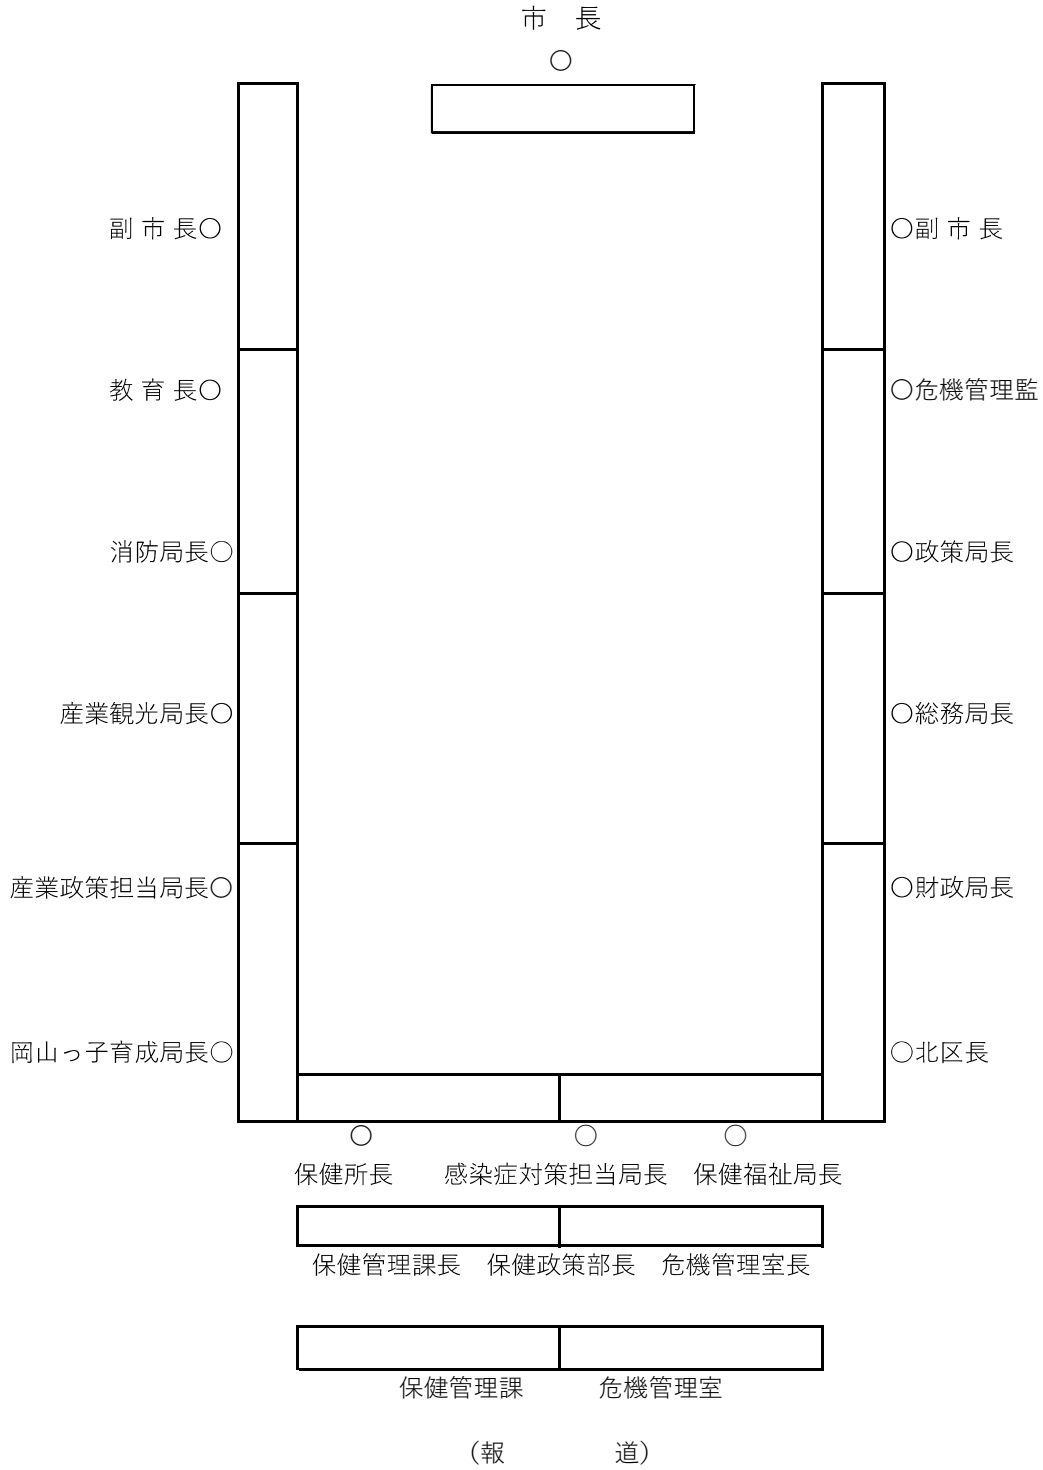 市　長
○
副 市 長○　○副 市 長
教 育 長○　○危機管理監
消防局長○　○政策局長
産業観光局長○　○総務局長
産業政策担当局長○　○財政局長
岡山っ子育成局長○　○北区長
○　○　○
保健所長　感染症対策担当局長　保健福祉局長
保健管理課長　保健政策部長　危機管理室長
保健管理課　危機管理室
（報　道）